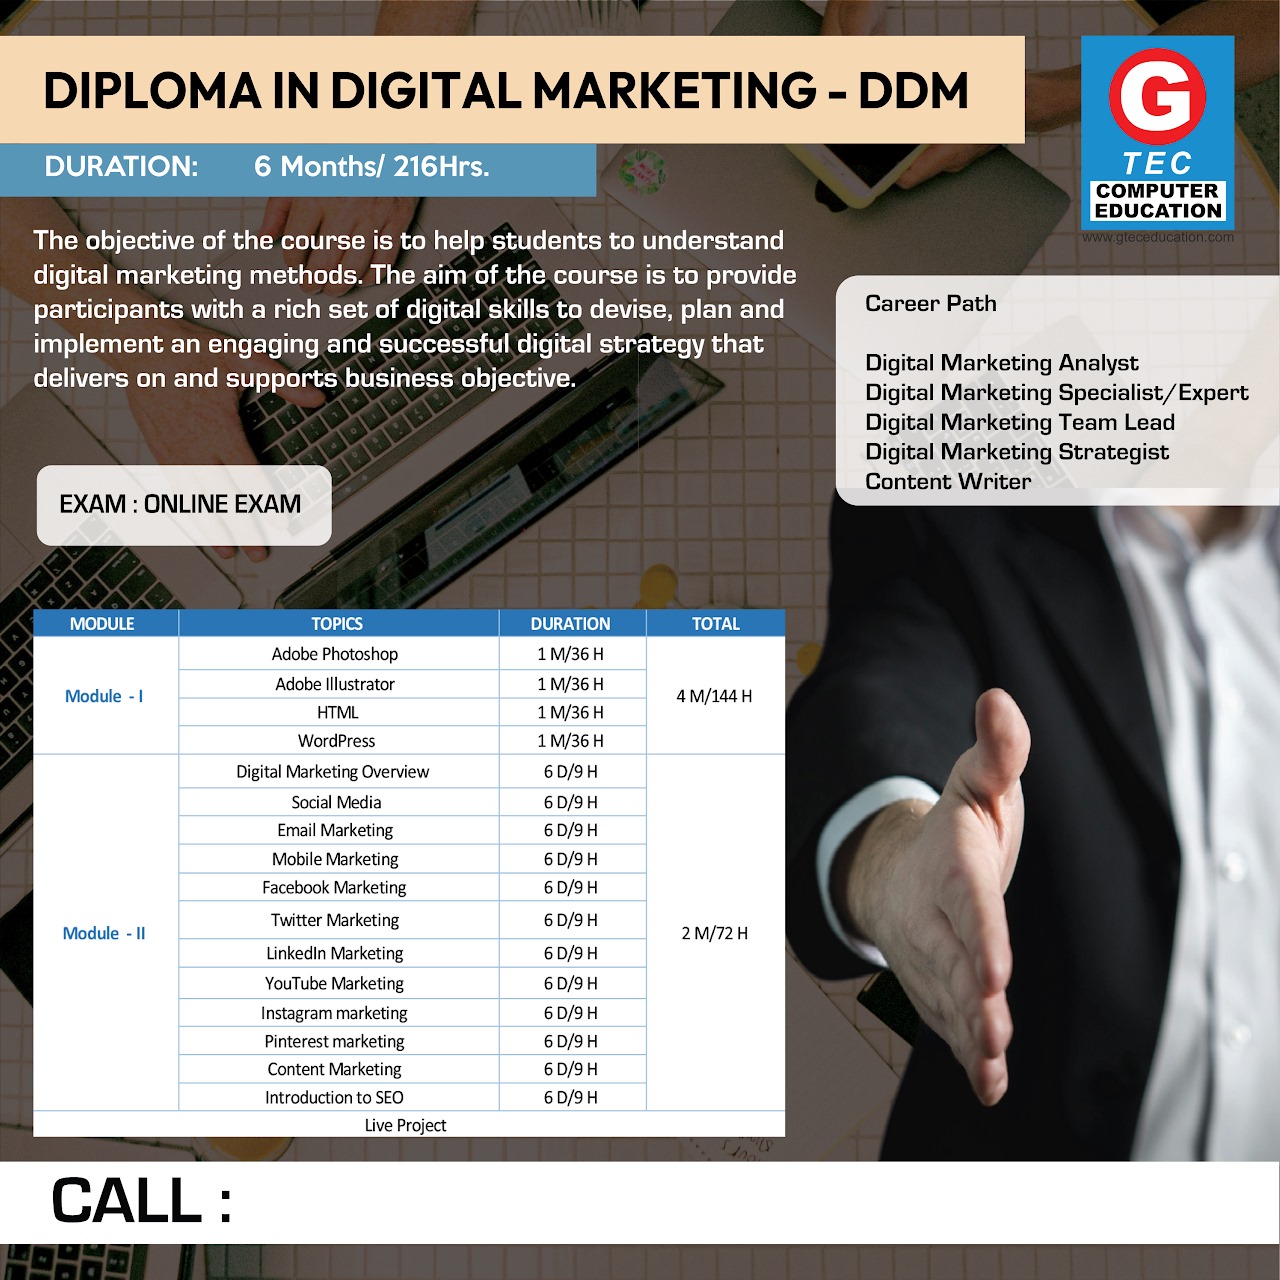 DIPLOMA IN DIGITAL MARKETING - DDM
DURATION: 6 Months/ 216Hrs.
G
TEC
COMPUTER
EDUCATION
www.gteceducation.com
The objective of the course is to help students to understand
digital marketing methods. The aim of the course is to provide
participants with a rich set of digital skills to devise, plan and
implement an engaging and successful digital strategy that
delivers on and supports business objective.
Career Path
Digital Marketing Analyst
Digital Marketing Specialist/Expert
Digital Marketing Team Lead
Digital Marketing Strategist
Content Writer
EXAM : ONLINE EXAM
MODULE TOPICS DURATION TOTAL
Module - I
Adobe Photoshop 1 M/36 H
Adobe Illustrator 1 M/36 H
HTML 1 M/36 H
WordPress 1 M/36 H
4 M/144 H
Module - II
Digital Marketing Overview 6 D/9 H
Social Media 6 D/9 H
Email Marketing 6 D/9 H
Mobile Marketing 6 D/9 H
Facebook Marketing 6 D/9 H
Twitter Marketing 6 D/9 H
LinkedIn Marketing 6 D/9 H
YouTube Marketing 6 D/9 H
Instagram marketing 6 D/9 H
Pinterest marketing 6 D/9 H
Content Marketing 6 D/9 H
Introduction to SEO 6 D/9 H
2 M/72 H
Live Project
CALL :